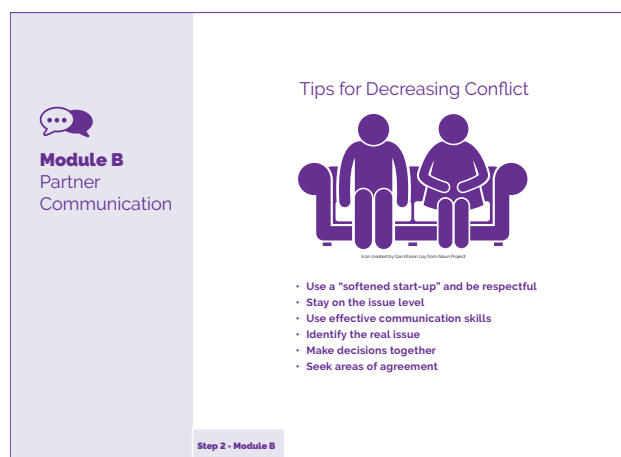 Module B
Partner
Communication
Tips for Decreasing Conflict
Icon created by Gan Khoon Lay from Noun Project
• Use a “softened start-up” and be respectful
• Stay on the issue level
• Use effective communication skills
• Identify the real issue
• Make decisions together
• Seek areas of agreement
Step 2 - Module B